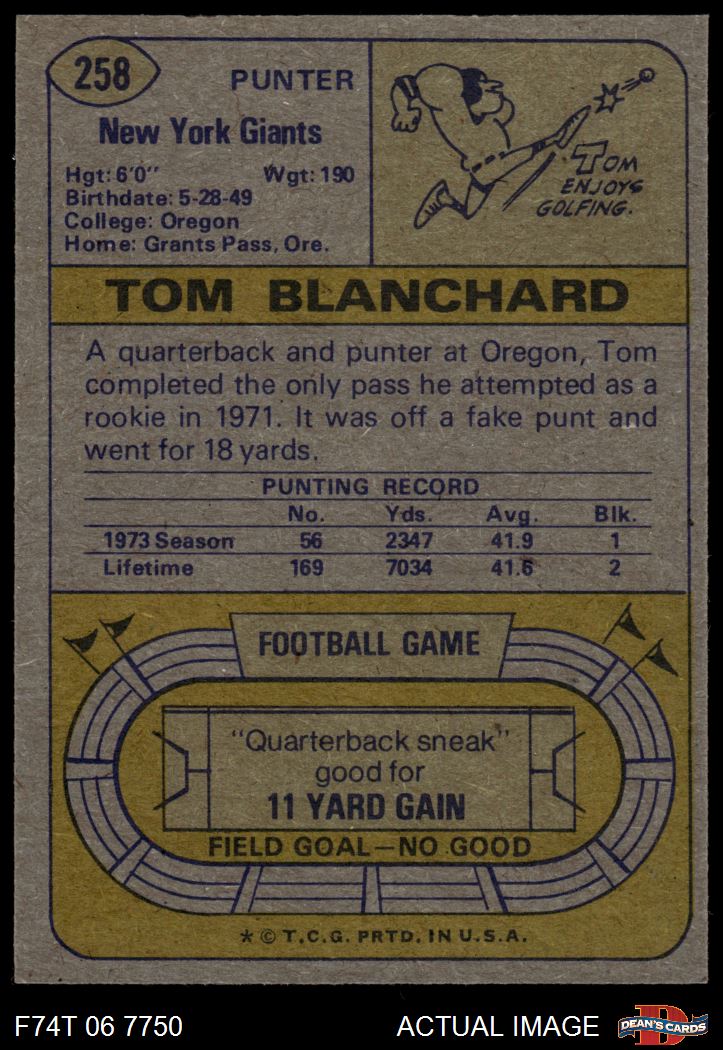 258
PUNTER
New York Giants
Hgt: 6'0" Wgt: 190
Birthdate: 5-28-49
College: Oregon
Home: Grants Pass, Ore.
TOM
ENJOYS
GOLFING.
TOM BLANCHARD
A quarterback and punter at Oregon, Tom
completed the only pass he attempted as a
rookie in 1971. It was off a fake punt and
went for 18 yards.
PUNTING RECORD
No. Yds. Avg. Blk.
1973 Season 56 2347 41.9 1
Lifetime 169 7034 41.6 2
FOOTBALL GAME
"Quarterback sneak"
good for
11 YARD GAIN
FIELD GOAL—NO GOOD
* © T.C.G. PRTD. IN U.S.A.
F74T 06 7750 ACTUAL IMAGE
D
DEAN'S CARDS